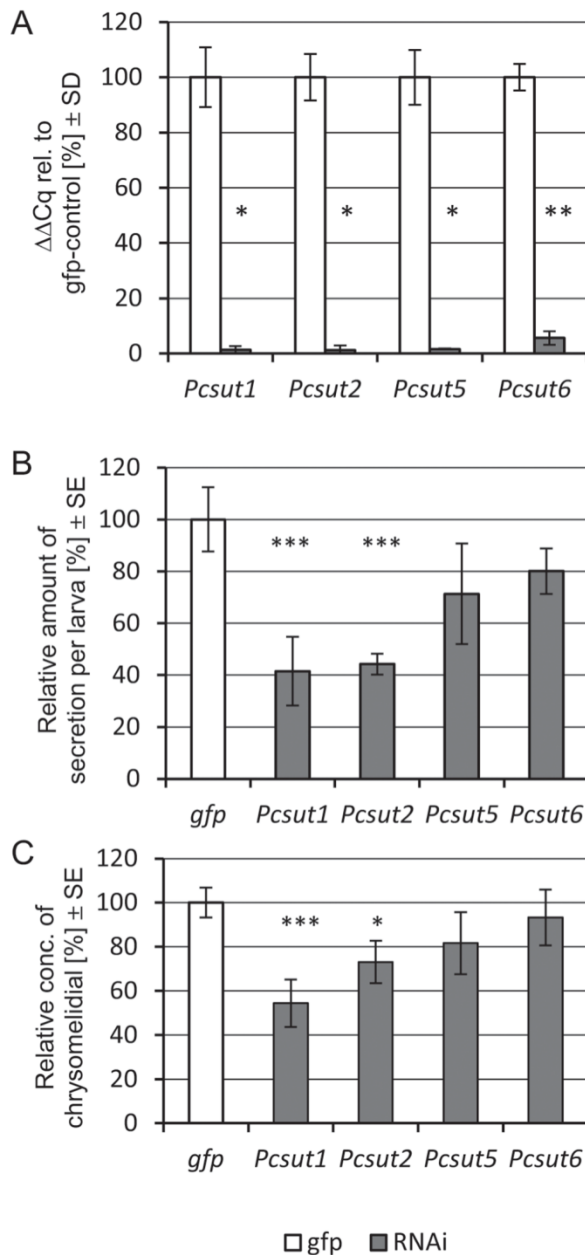 A
ΔΔCq rel. to
gfp-control [%] ± SD
120
100
80
60
40
20
0
* * * **
Pcsut1 Pcsut2 Pcsut5 Pcsut6
B
Relative amount of
secretion per larva [%] ± SE
120
100
80
60
40
20
0
*** ***
gfp Pcsut1 Pcsut2 Pcsut5 Pcsut6
C
Relative conc. of
chrysomelidial [%] ± SE
120
100
80
60
40
20
0
*** *
gfp Pcsut1 Pcsut2 Pcsut5 Pcsut6
gfp RNAi